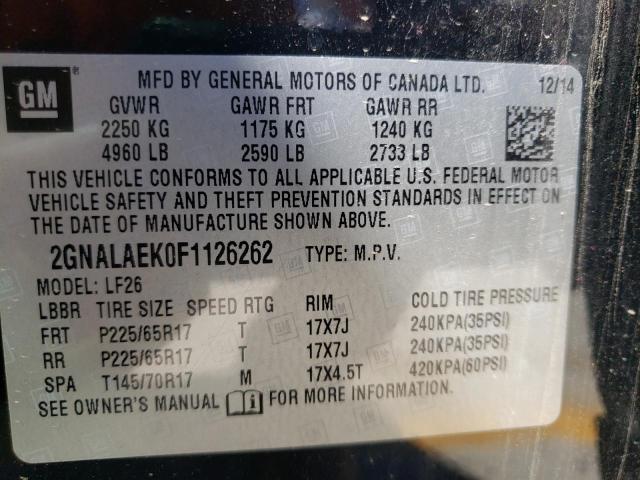 GM ®
MFD BY GENERAL MOTORS OF CANADA LTD. 12/14
GVWR GAWR FRT GAWR RR
2250 KG 1175 KG 1240 KG
4960 LB 2590 LB 2733 LB
THIS VEHICLE CONFORMS TO ALL APPLICABLE U.S. FEDERAL MOTOR
VEHICLE SAFETY AND THEFT PREVENTION STANDARDS IN EFFECT ON
THE DATE OF MANUFACTURE SHOWN ABOVE.
2GNALAEK0F1126262 TYPE: M.P.V.
MODEL: LF26
LBBR TIRE SIZE SPEED RTG RIM COLD TIRE PRESSURE
FRT P225/65R17 T 17X7J 240KPA(35PSI)
RR P225/65R17 T 17X7J 240KPA(35PSI)
SPA T145/70R17 M 17X4.5T 420KPA(60PSI)
SEE OWNER'S MANUAL FOR MORE INFORMATION.